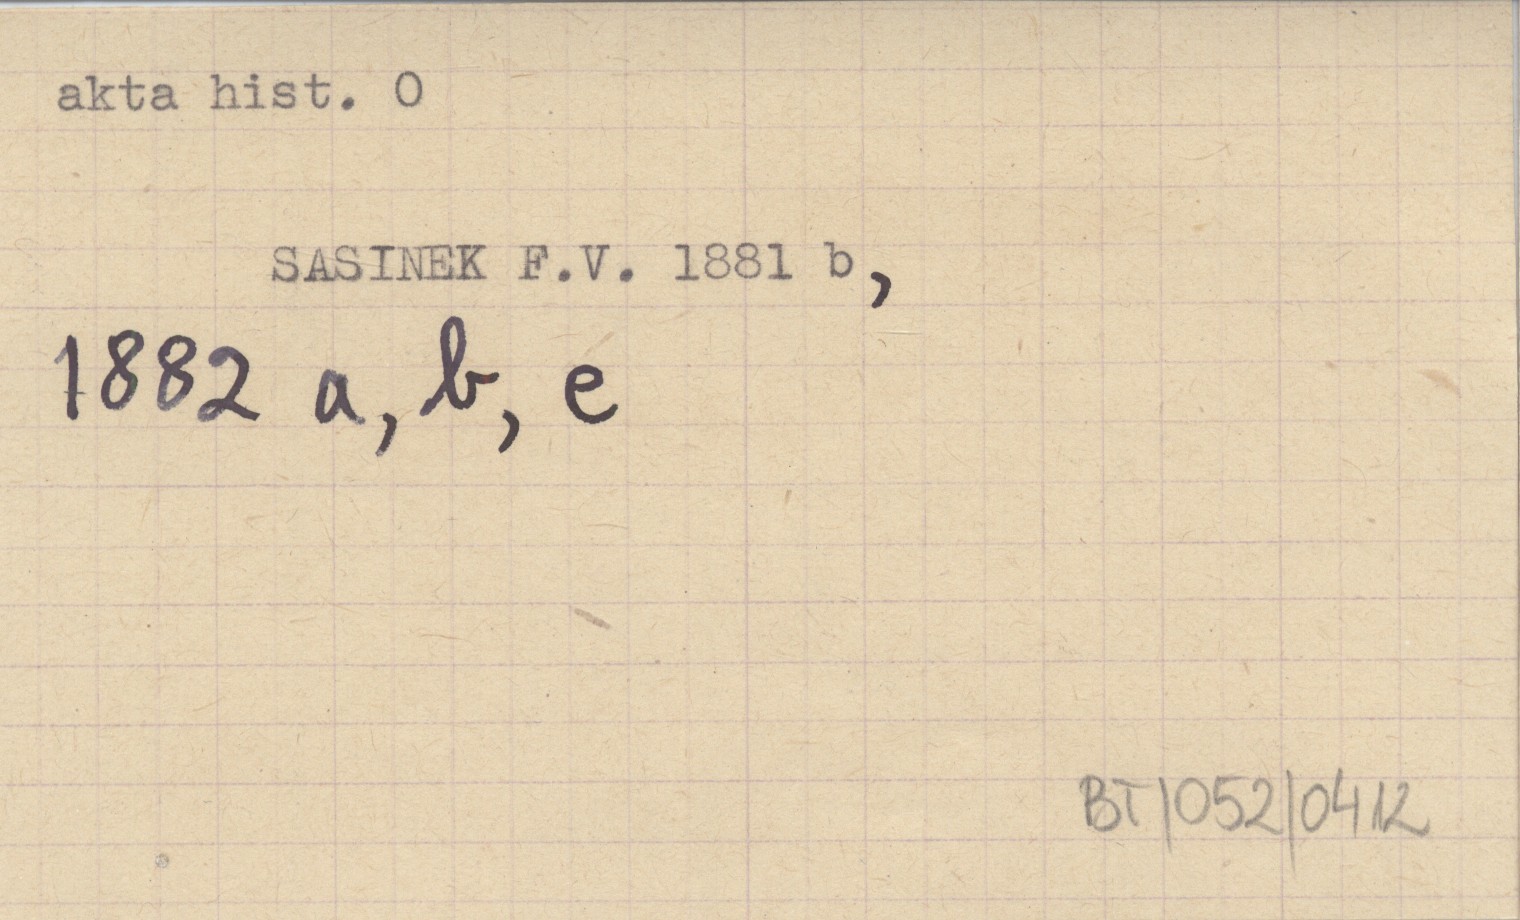 akta hist. O
SASINEK F.V. 1881 b,
1882 a, b, e
BT/052/0412